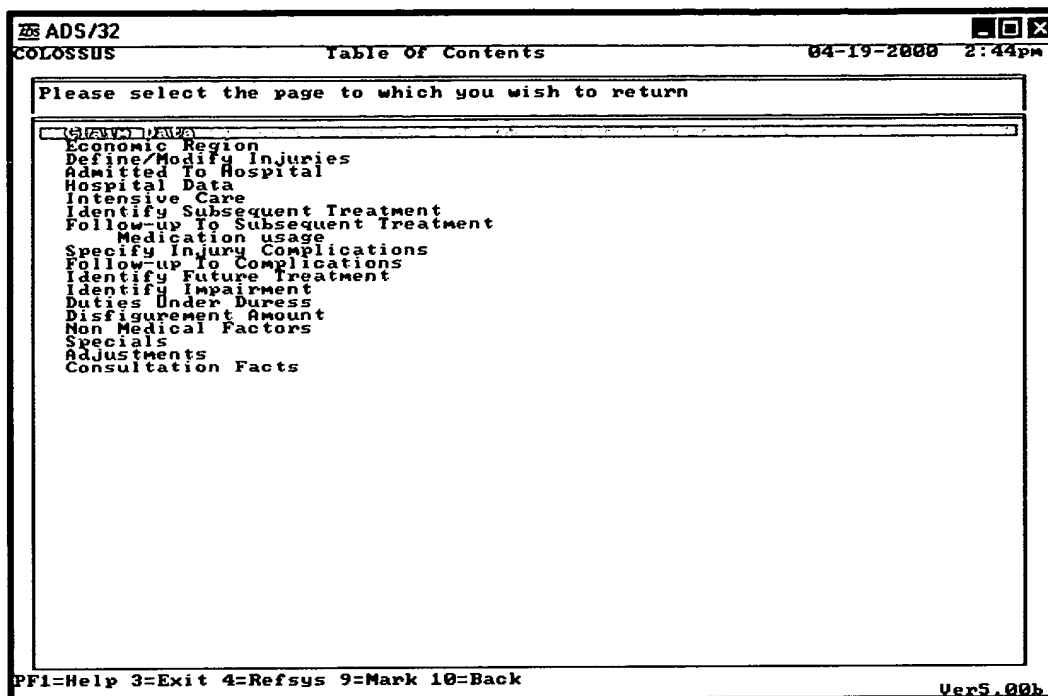 ADS/32
COLOSSUS Table Of Contents 04-19-2000 2:44pm
Please select the page to which you wish to return
Claim Data
Economic Region
Define/Modify Injuries
Admitted To Hospital
Hospital Data
Intensive Care
Identify Subsequent Treatment
Follow-up To Subsequent Treatment
Medication usage
Specify Injury Complications
Follow-up To Complications
Identify Future Treatment
Identify Impairment
Duties Under Duress
Disfigurement Amount
Non Medical Factors
Specials
Adjustments
Consultation Facts
PF1=Help 3=Exit 4=Refsys 9=Mark 10=Back
Ver5.00b